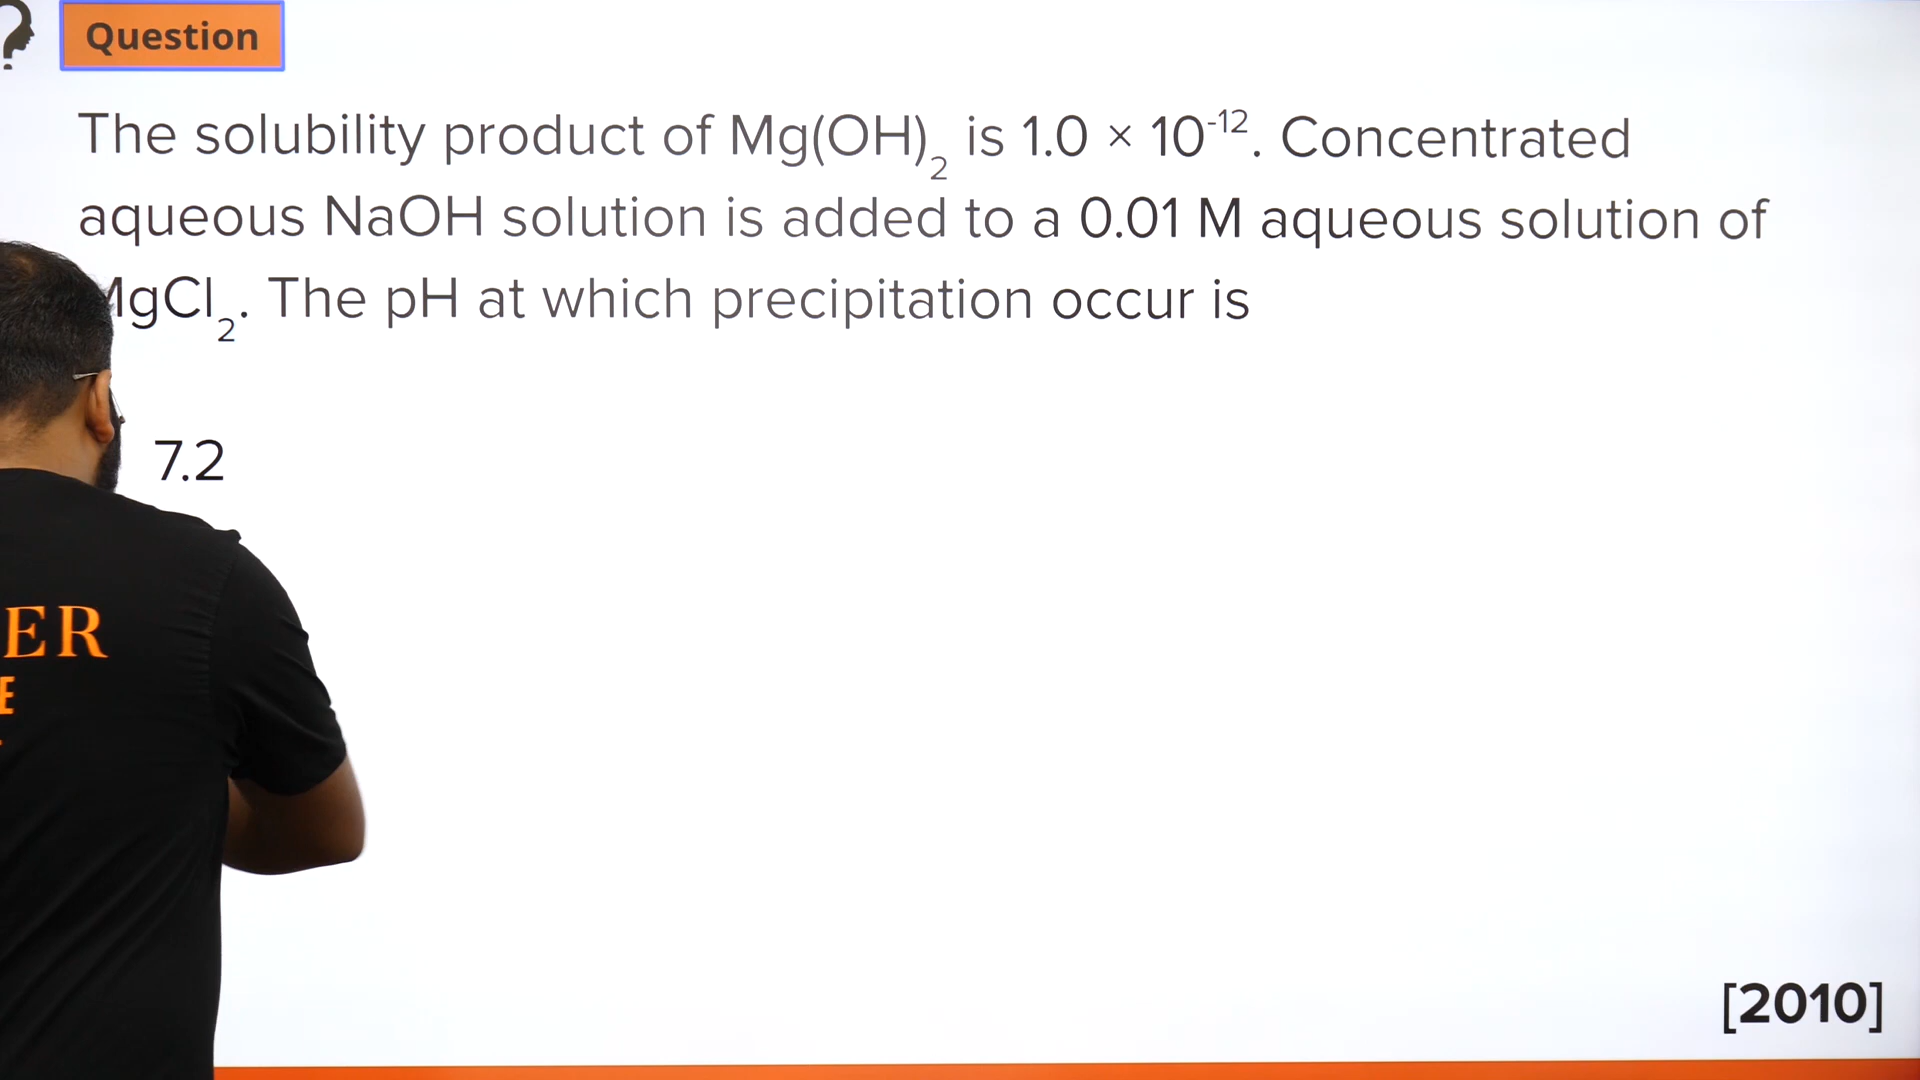 Question
The solubility product of Mg(OH)₂ is 1.0 × 10⁻¹². Concentrated
aqueous NaOH solution is added to a 0.01 M aqueous solution of
MgCl₂. The pH at which precipitation occur is
7.2
ER
E
[2010]